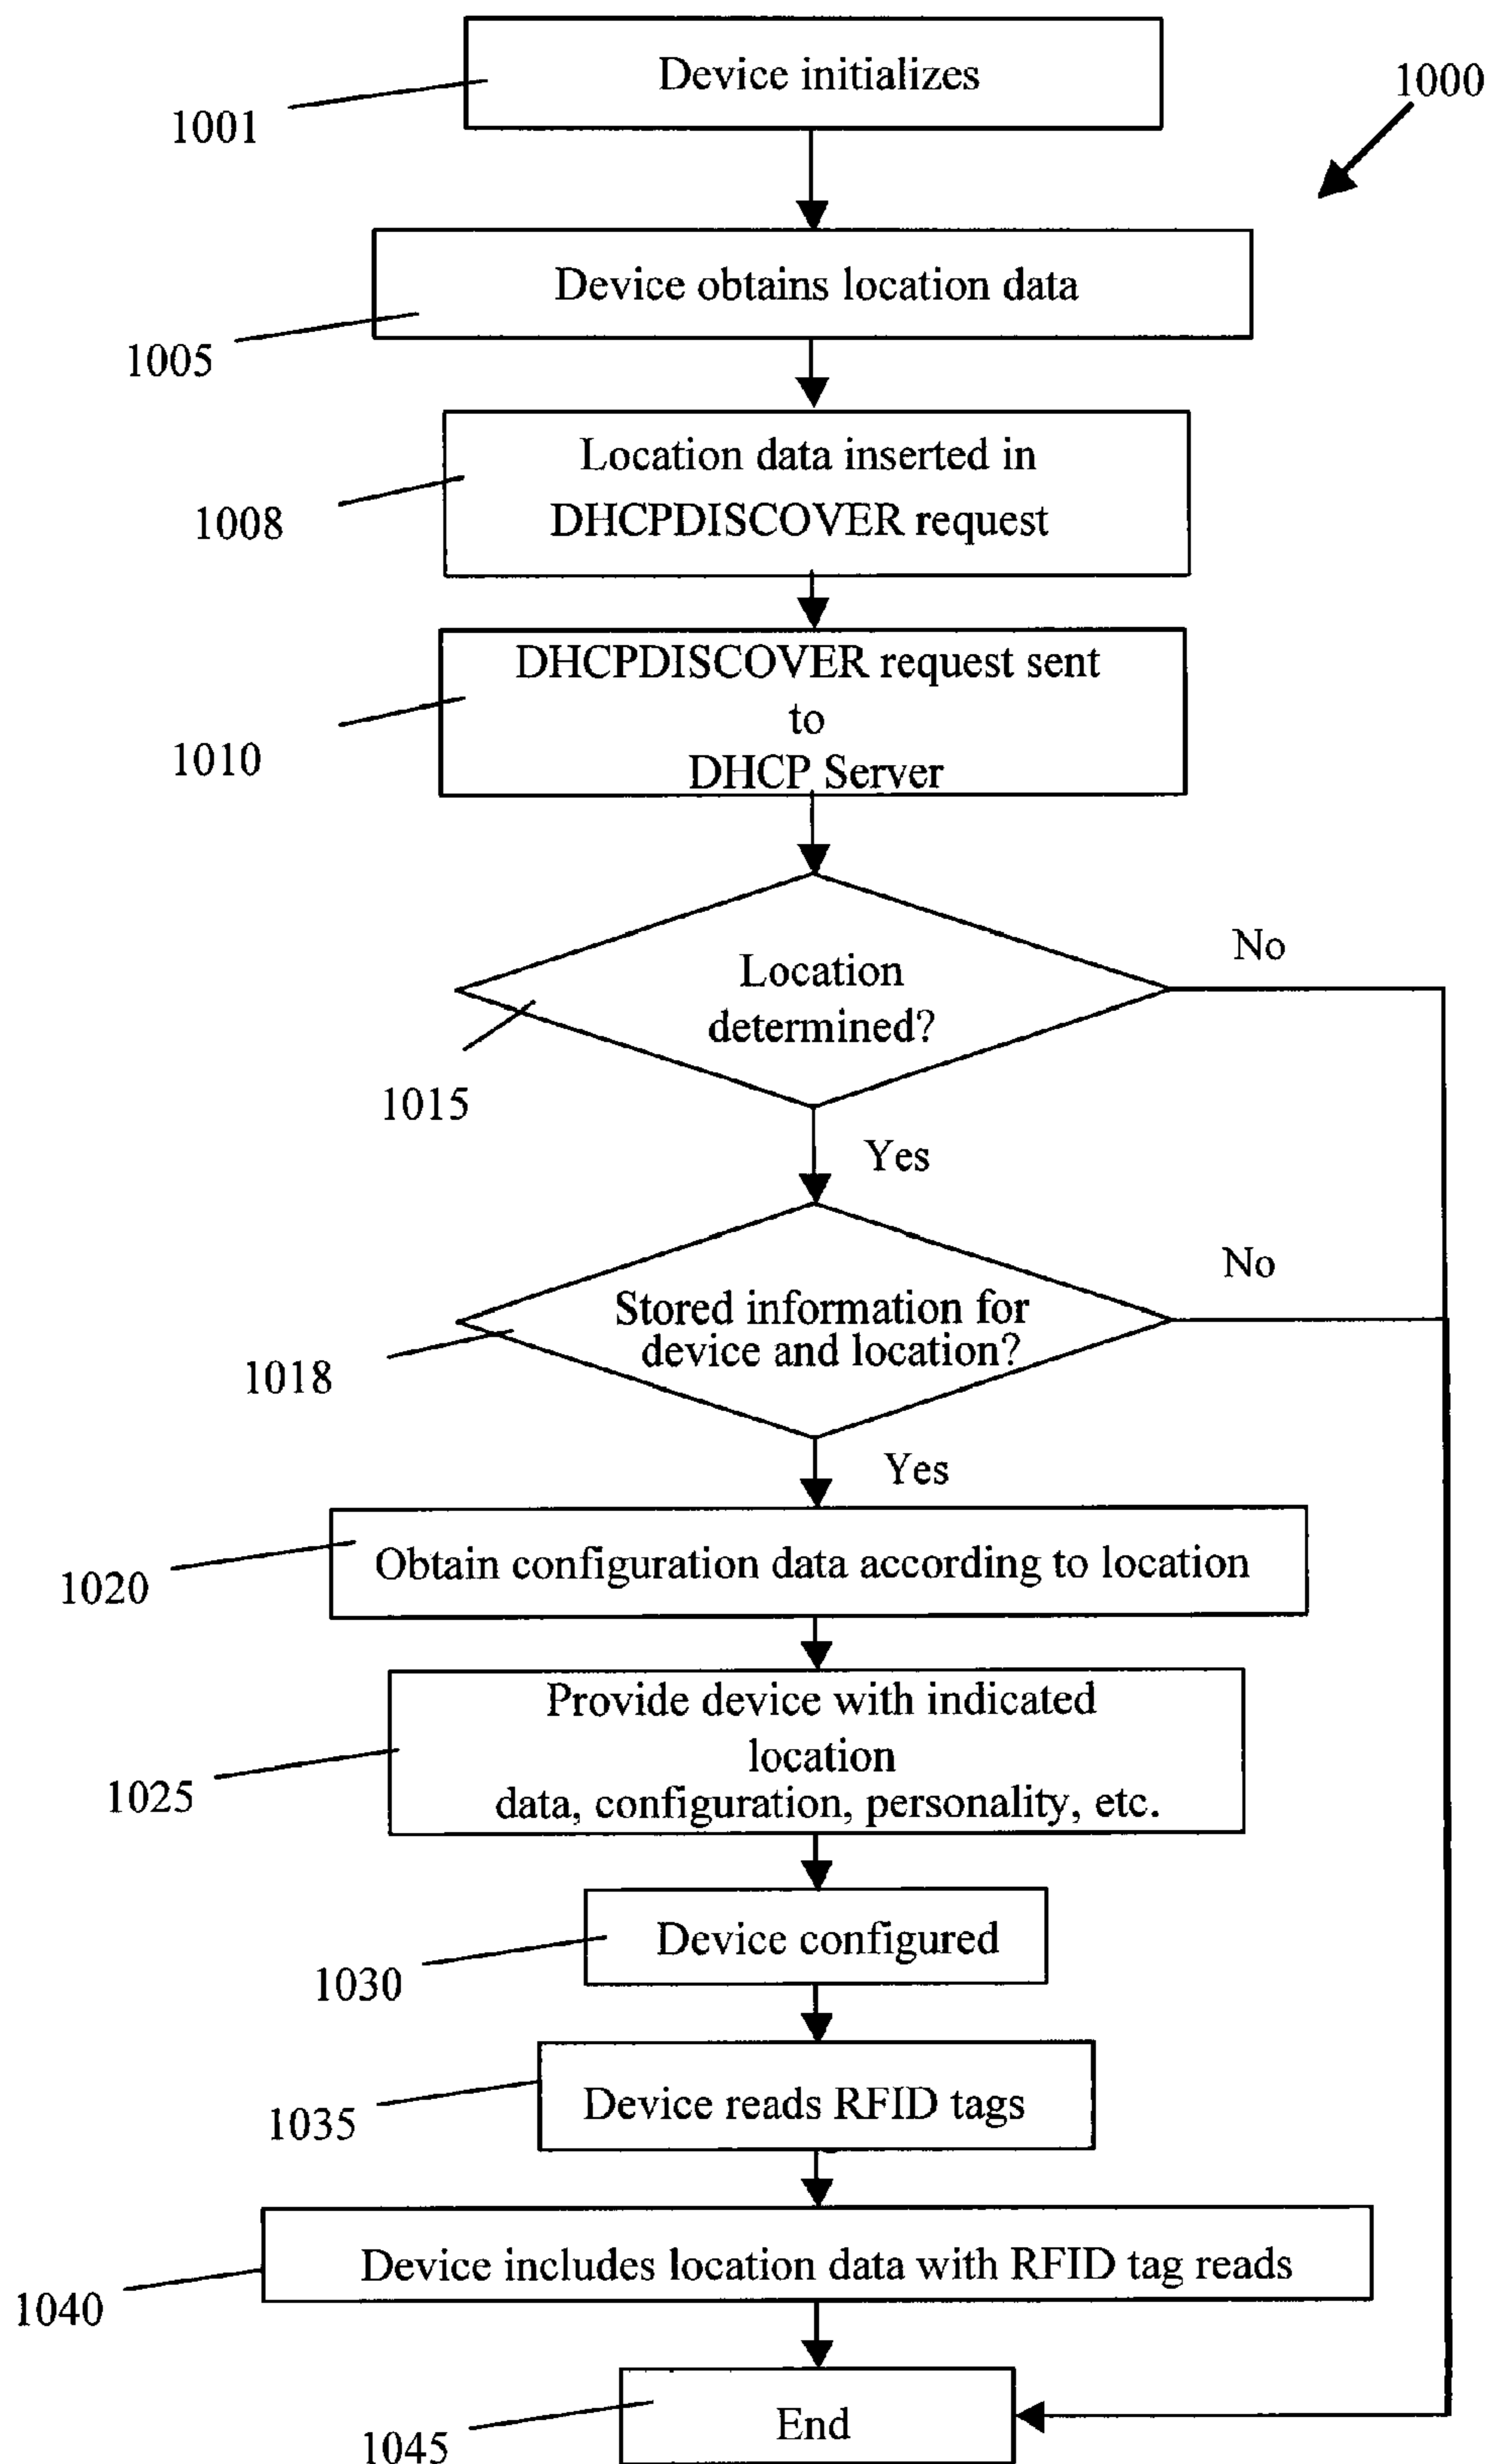 Device initializes
1000
1001
Device obtains location data
1005
Location data inserted in
DHCPDISCOVER request
1008
DHCPDISCOVER request sent
to
DHCP Server
1010
No
Location
determined?
1015
Yes
No
Stored information for
device and location?
1018
Yes
Obtain configuration data according to location
1020
Provide device with indicated
location
data, configuration, personality, etc.
1025
Device configured
1030
Device reads RFID tags
1035
Device includes location data with RFID tag reads
1040
End
1045